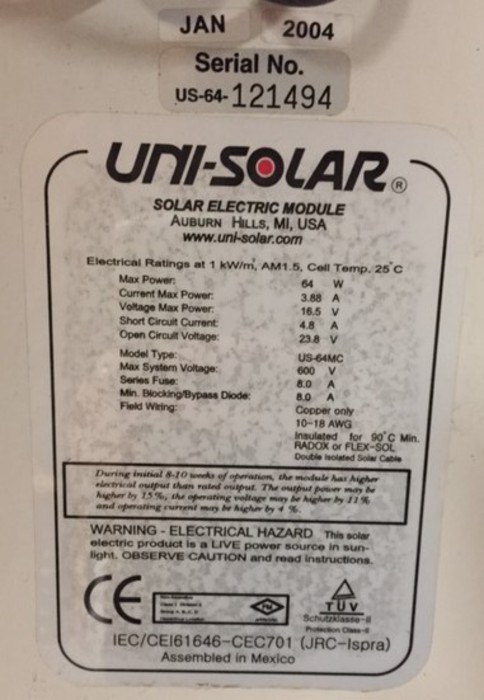 JAN 2004
Serial No.
US-64-121494
UNI-SOLAR®
SOLAR ELECTRIC MODULE
AUBURN HILLS, MI, USA
www.uni-solar.com
Electrical Ratings at 1 kW/m², AM1.5, Cell Temp. 25°C
Max Power: 64 W
Current Max Power: 3.88 A
Voltage Max Power: 16.5 V
Short Circuit Current: 4.8 A
Open Circuit Voltage: 23.8 V
Model Type: US-64MC
Max System Voltage: 600 V
Series Fuse: 8.0 A
Min. Blocking/Bypass Diode: 8.0 A
Field Wiring: Copper only
10-18 AWG
Insulated for 90°C Min.
RADOX or FLEX-SOL
Double Isolated Solar Cable
During initial 8-10 weeks of operation, the module has higher
electrical output than rated output. The output power may be
higher by 15%, the operating voltage may be higher by 11%
and operating current may be higher by 4 %.
WARNING - ELECTRICAL HAZARD This solar
electric product is a LIVE power source in sun-
light. OBSERVE CAUTION and read instructions.
CE
FM
APPROVED
TÜV
Schutzklasse-II
Protection Class-II
IEC/CEI61646-CEC701 (JRC-Ispra)
Assembled in Mexico